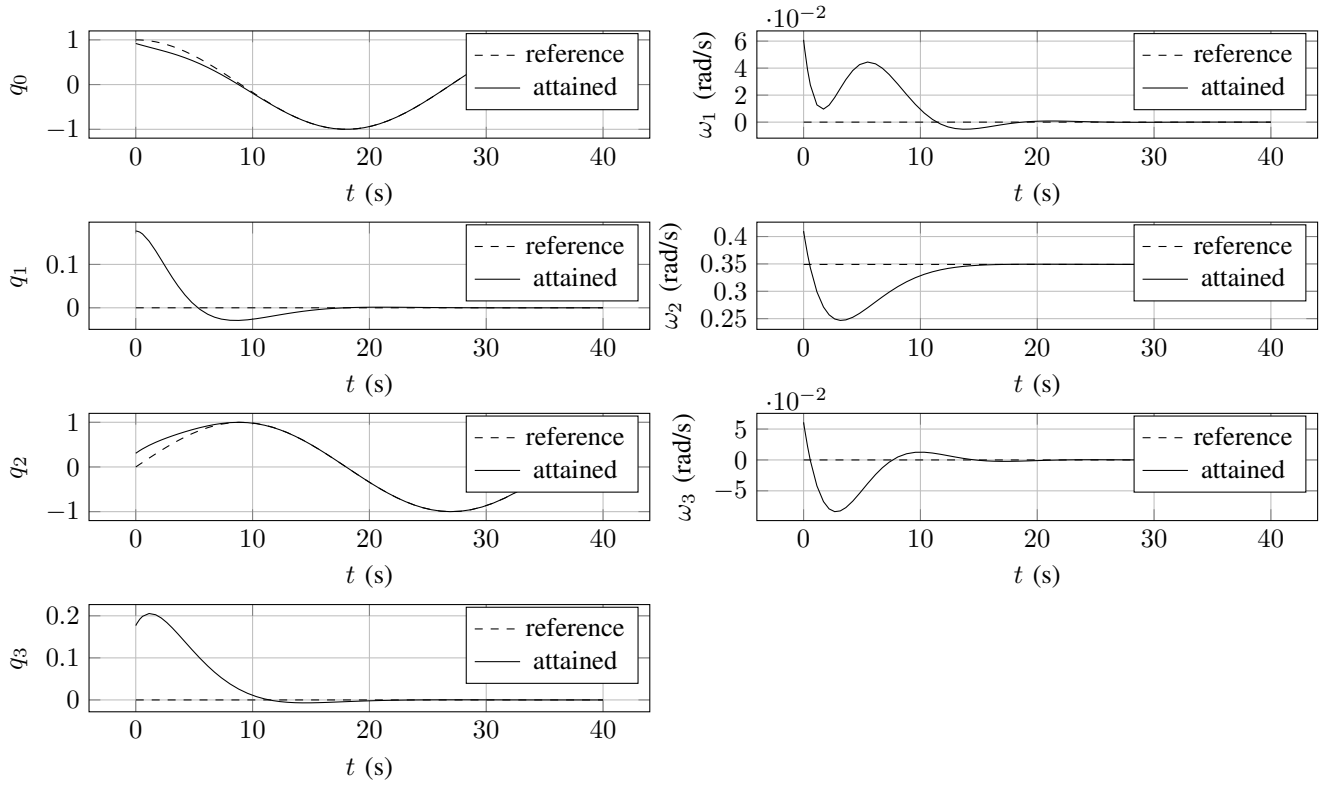 q0
1
0
−1
reference
attained
0 10 20 30 40
t (s)
·10−2
ω1 (rad/s)
6
4
2
0
reference
attained
0 10 20 30 40
t (s)
q1
0.1
0
reference
attained
0 10 20 30 40
t (s)
ω2 (rad/s)
0.4
0.35
0.3
0.25
reference
attained
0 10 20 30 40
t (s)
q2
1
0
−1
reference
attained
0 10 20 30 40
t (s)
·10−2
ω3 (rad/s)
5
0
−5
reference
attained
0 10 20 30 40
t (s)
q3
0.2
0.1
0
reference
attained
0 10 20 30 40
t (s)